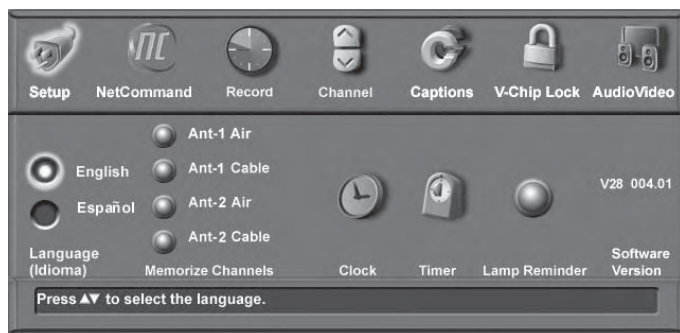 Setup NetCommand Record Channel Captions V-Chip Lock AudioVideo
Ant-1 Air
English Ant-1 Cable
Español Ant-2 Air
Ant-2 Cable
V28 004.01
Language
(Idioma)
Memorize Channels
Clock
Timer
Lamp Reminder
Software
Version
Press ▲▼ to select the language.